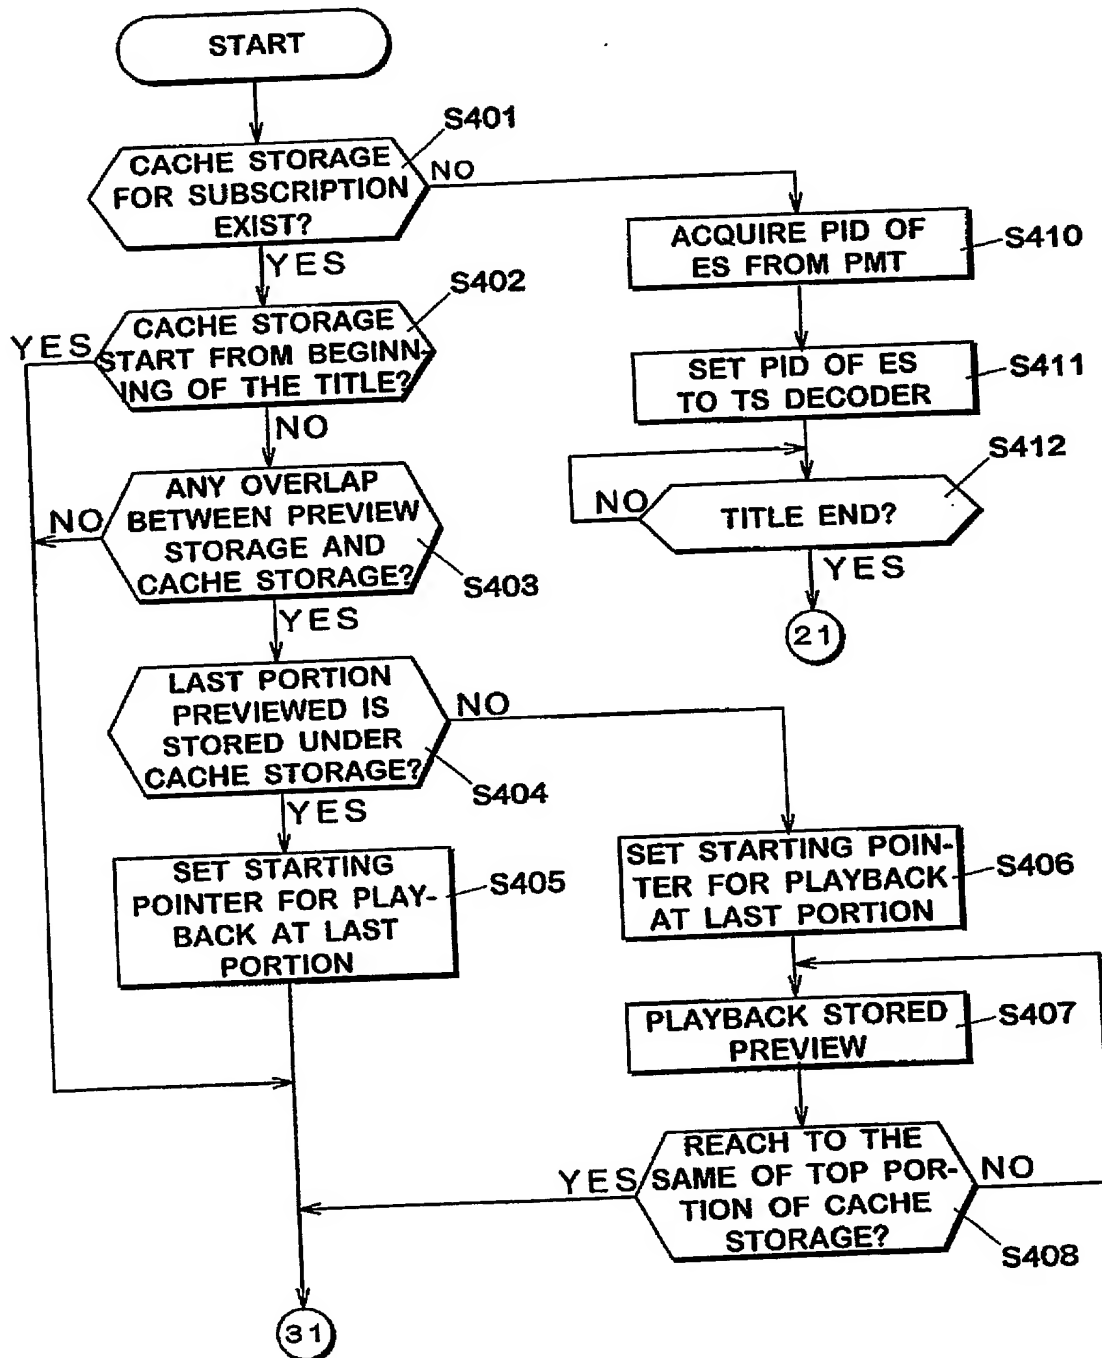 START
S401
CACHE STORAGE
FOR SUBSCRIPTION
EXIST?
NO
YES
S410
ACQUIRE PID OF
ES FROM PMT
S402
YES
CACHE STORAGE
START FROM BEGINN-
ING OF THE TITLE?
NO
S411
SET PID OF ES
TO TS DECODER
S412
NO
TITLE END?
YES
21
ANY OVERLAP
BETWEEN PREVIEW
STORAGE AND
CACHE STORAGE?
NO
S403
YES
LAST PORTION
PREVIEWED IS
STORED UNDER
CACHE STORAGE?
NO
S404
YES
SET STARTING
POINTER FOR PLAY-
BACK AT LAST
PORTION
S405
SET STARTING POIN-
TER FOR PLAYBACK
AT LAST PORTION
S406
PLAYBACK STORED
PREVIEW
S407
REACH TO THE
SAME OF TOP POR-
TION OF CACHE
STORAGE?
YES
NO
S408
31